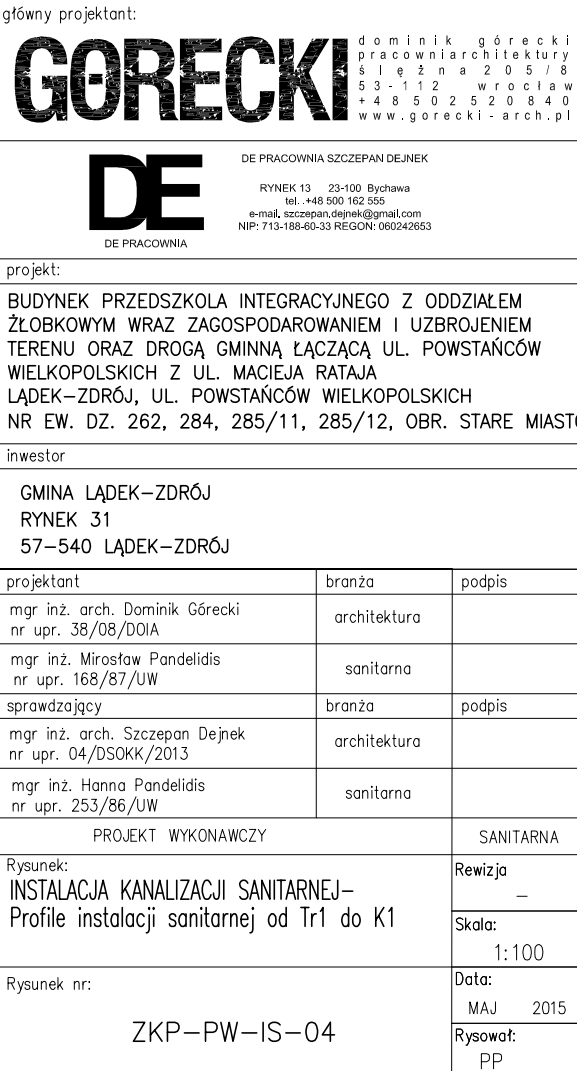 główny projektant:
GORECKI
dominik górecki
pracowniarchitektury
ślężna 205/8
53-112 wrocław
+48502520840
www.gorecki-arch.pl
DE
DE PRACOWNIA
DE PRACOWNIA SZCZEPAN DEJNEK
RYNEK 13 23-100 Bychawa
tel. .+48 500 162 555
e-mail. szczepan.dejnek@gmail.com
NIP: 713-188-60-33 REGON: 060242653
projekt:
BUDYNEK PRZEDSZKOLA INTEGRACYJNEGO Z ODDZIAŁEM
ŻŁOBKOWYM WRAZ ZAGOSPODAROWANIEM I UZBROJENIEM
TERENU ORAZ DROGĄ GMINNĄ ŁĄCZĄCĄ UL. POWSTAŃCÓW
WIELKOPOLSKICH Z UL. MACIEJA RATAJA
LĄDEK-ZDRÓJ, UL. POWSTAŃCÓW WIELKOPOLSKICH
NR EW. DZ. 262, 284, 285/11, 285/12, OBR. STARE MIASTO
inwestor
GMINA LĄDEK-ZDRÓJ
RYNEK 31
57-540 LĄDEK-ZDRÓJ
projektant branża podpis
mgr inż. arch. Dominik Górecki
nr upr. 38/08/DOIA
architektura
mgr inż. Mirosław Pandelidis
nr upr. 168/87/UW
sanitarna
sprawdzający branża podpis
mgr inż. arch. Szczepan Dejnek
nr upr. 04/DSOKK/2013
architektura
mgr inż. Hanna Pandelidis
nr upr. 253/86/UW
sanitarna
PROJEKT WYKONAWCZY SANITARNA
Rysunek:
INSTALACJA KANALIZACJI SANITARNEJ-
Profile instalacji sanitarnej od Tr1 do K1
Rewizja
-
Skala:
1:100
Rysunek nr:
ZKP-PW-IS-04
Data:
MAJ 2015
Rysował:
PP